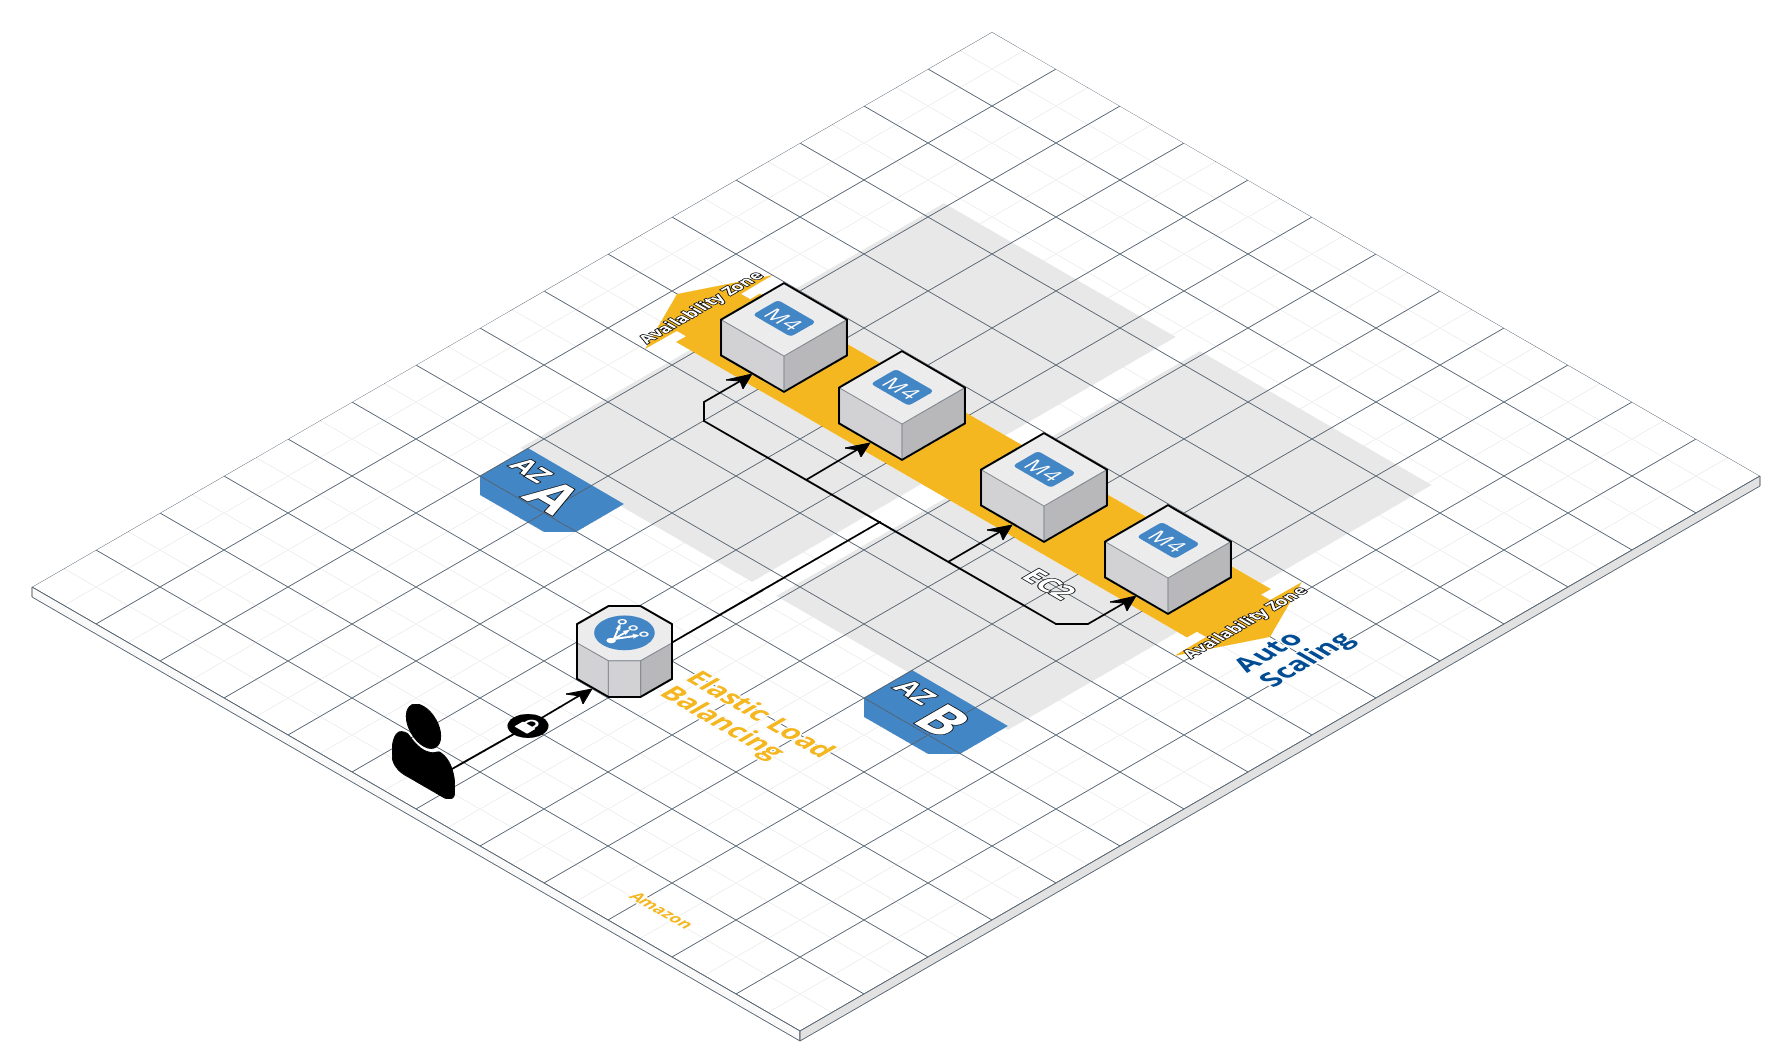 Availability Zone
M4
M4
M4
M4
AZ A
EC2
Availability Zone
Auto
Scaling
Elastic Load
Balancing
AZ B
Amazon